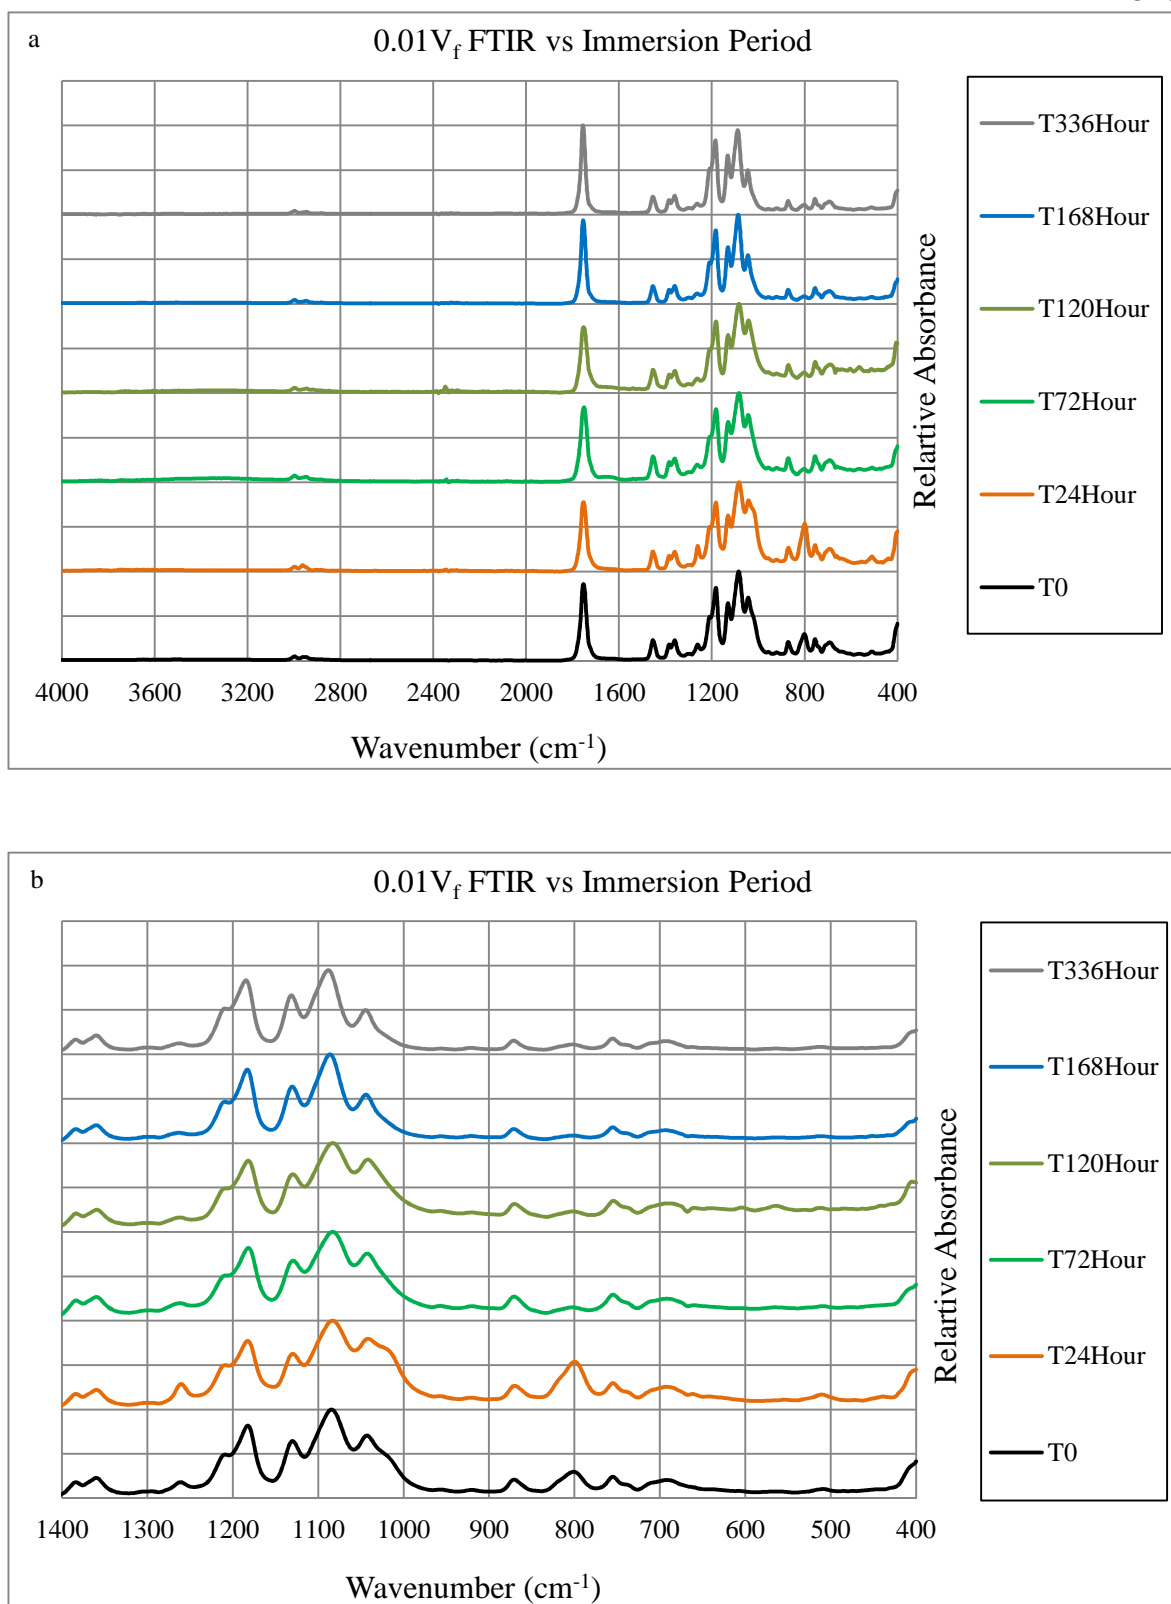 a
0.01Vf FTIR vs Immersion Period
T336Hour
T168Hour
T120Hour
T72Hour
T24Hour
T0
Relartive Absorbance
4000 3600 3200 2800 2400 2000 1600 1200 800 400
Wavenumber (cm-1)
b
0.01Vf FTIR vs Immersion Period
T336Hour
T168Hour
T120Hour
T72Hour
T24Hour
T0
Relartive Absorbance
1400 1300 1200 1100 1000 900 800 700 600 500 400
Wavenumber (cm-1)